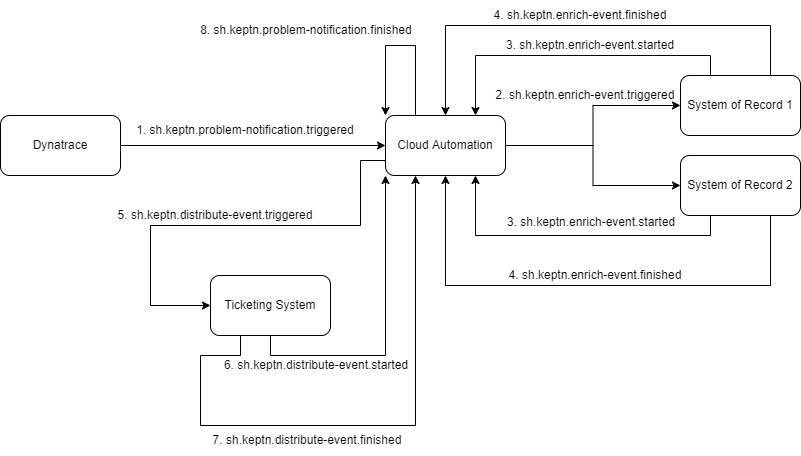 4. sh.keptn.enrich-event.finished
8. sh.keptn.problem-notification.finished
3. sh.keptn.enrich-event.started
2. sh.keptn.enrich-event.triggered
System of Record 1
1. sh.keptn.problem-notification.triggered
Dynatrace
Cloud Automation
System of Record 2
5. sh.keptn.distribute-event.triggered
3. sh.keptn.enrich-event.started
4. sh.keptn.enrich-event.finished
Ticketing System
6. sh.keptn.distribute-event.started
7. sh.keptn.distribute-event.finished